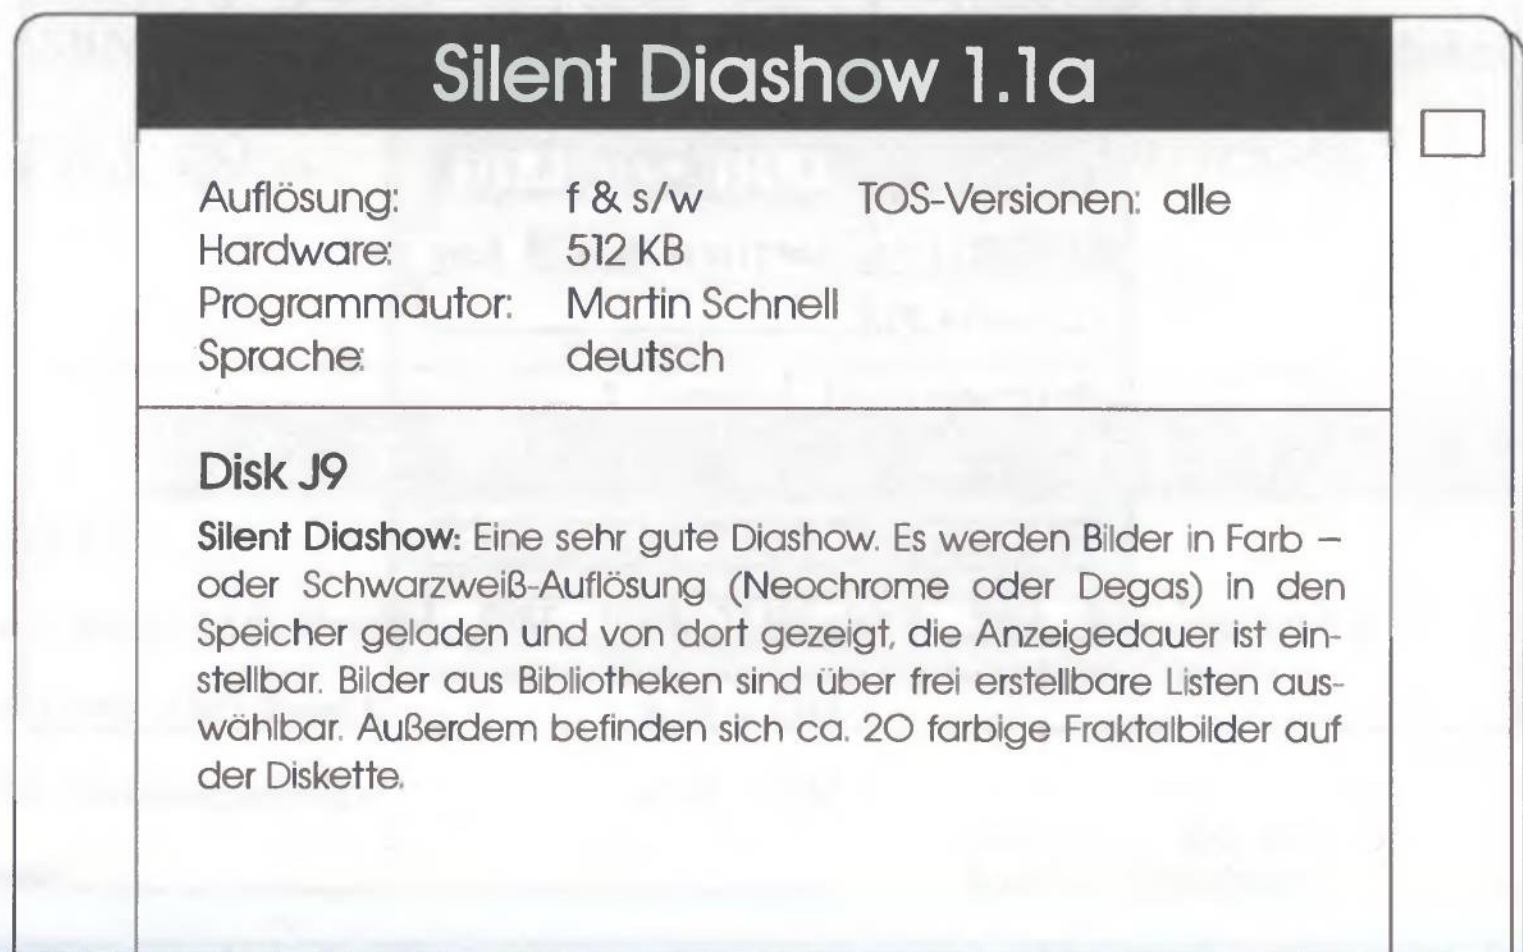 Silent Diashow 1.1a
Auflösung: f & s/w TOS-Versionen: alle
Hardware: 512 KB
Programmautor: Martin Schnell
Sprache: deutsch
Disk J9
Silent Diashow: Eine sehr gute Diashow. Es werden Bilder in Farb –
oder Schwarzweiß-Auflösung (Neochrome oder Degas) in den
Speicher geladen und von dort gezeigt, die Anzeigedauer ist ein-
stellbar. Bilder aus Bibliotheken sind über frei erstellbare Listen aus-
wählbar. Außerdem befinden sich ca. 20 farbige Fraktalbilder auf
der Diskette.